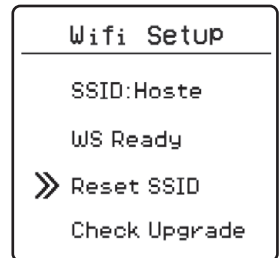 Wifi Setup
SSID:Hoste
WS Ready
Reset SSID
Check Upgrade